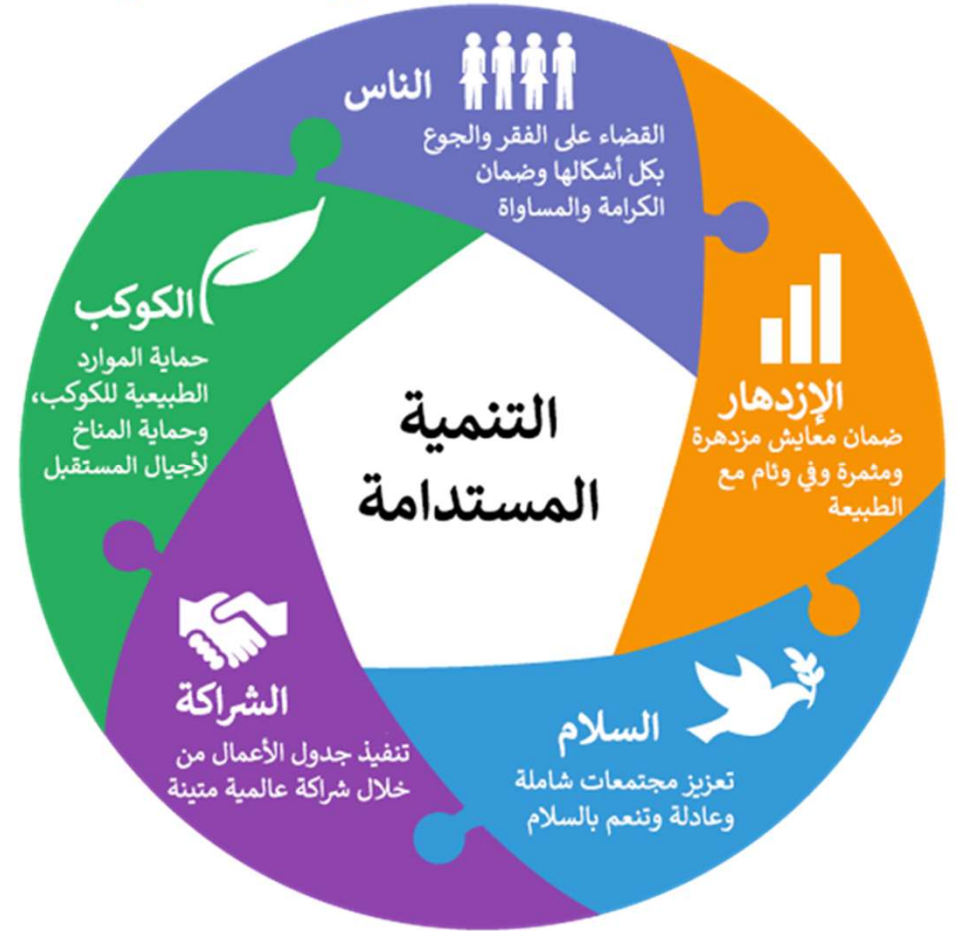 الناس
القضاء على الفقر والجوع
بكل أشكالها وضمان
الكرامة والمساواة
الإزدهار
ضمان معايش مزدهرة
ومثمرة وفي وئام مع
الطبيعة
السلام
تعزيز مجتمعات شاملة
وعادلة وتنعم بالسلام
الشراكة
تنفيذ جدول الأعمال من
خلال شراكة عالمية متينة
الكوكب
حماية الموارد
الطبيعية للكوكب،
وحماية المناخ
لأجيال المستقبل
التنمية
المستدامة